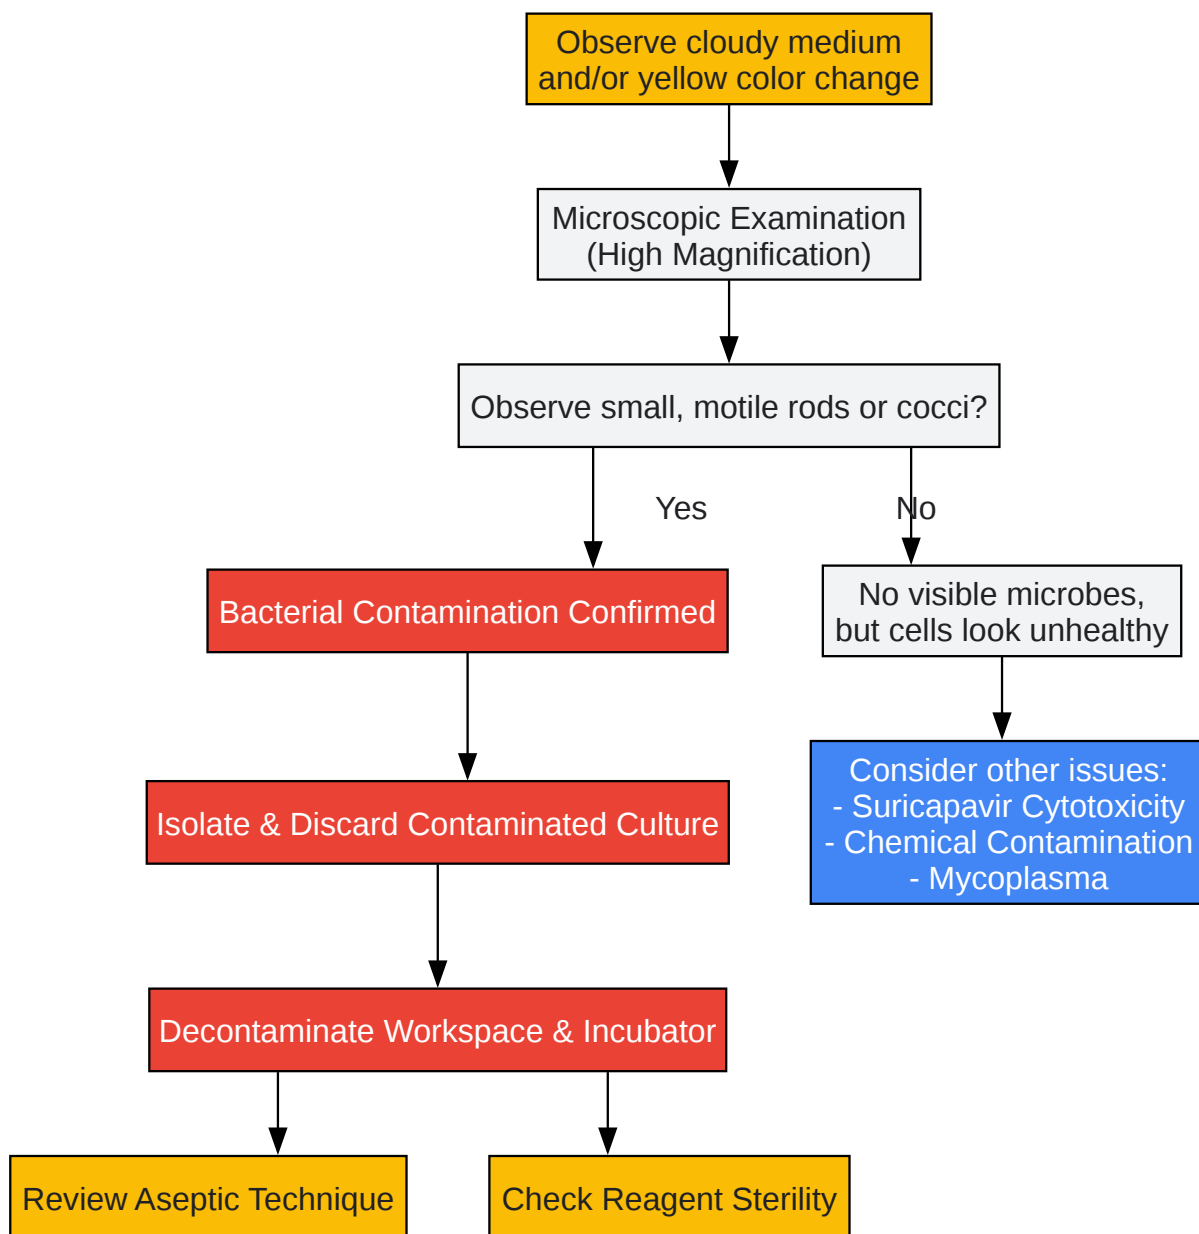 Observe cloudy medium
and/or yellow color change
Microscopic Examination
(High Magnification)
Observe small, motile rods or cocci?
Yes
No
Bacterial Contamination Confirmed
No visible microbes,
but cells look unhealthy
Isolate & Discard Contaminated Culture
Consider other issues:
- Suricapavir Cytotoxicity
- Chemical Contamination
- Mycoplasma
Decontaminate Workspace & Incubator
Review Aseptic Technique
Check Reagent Sterility